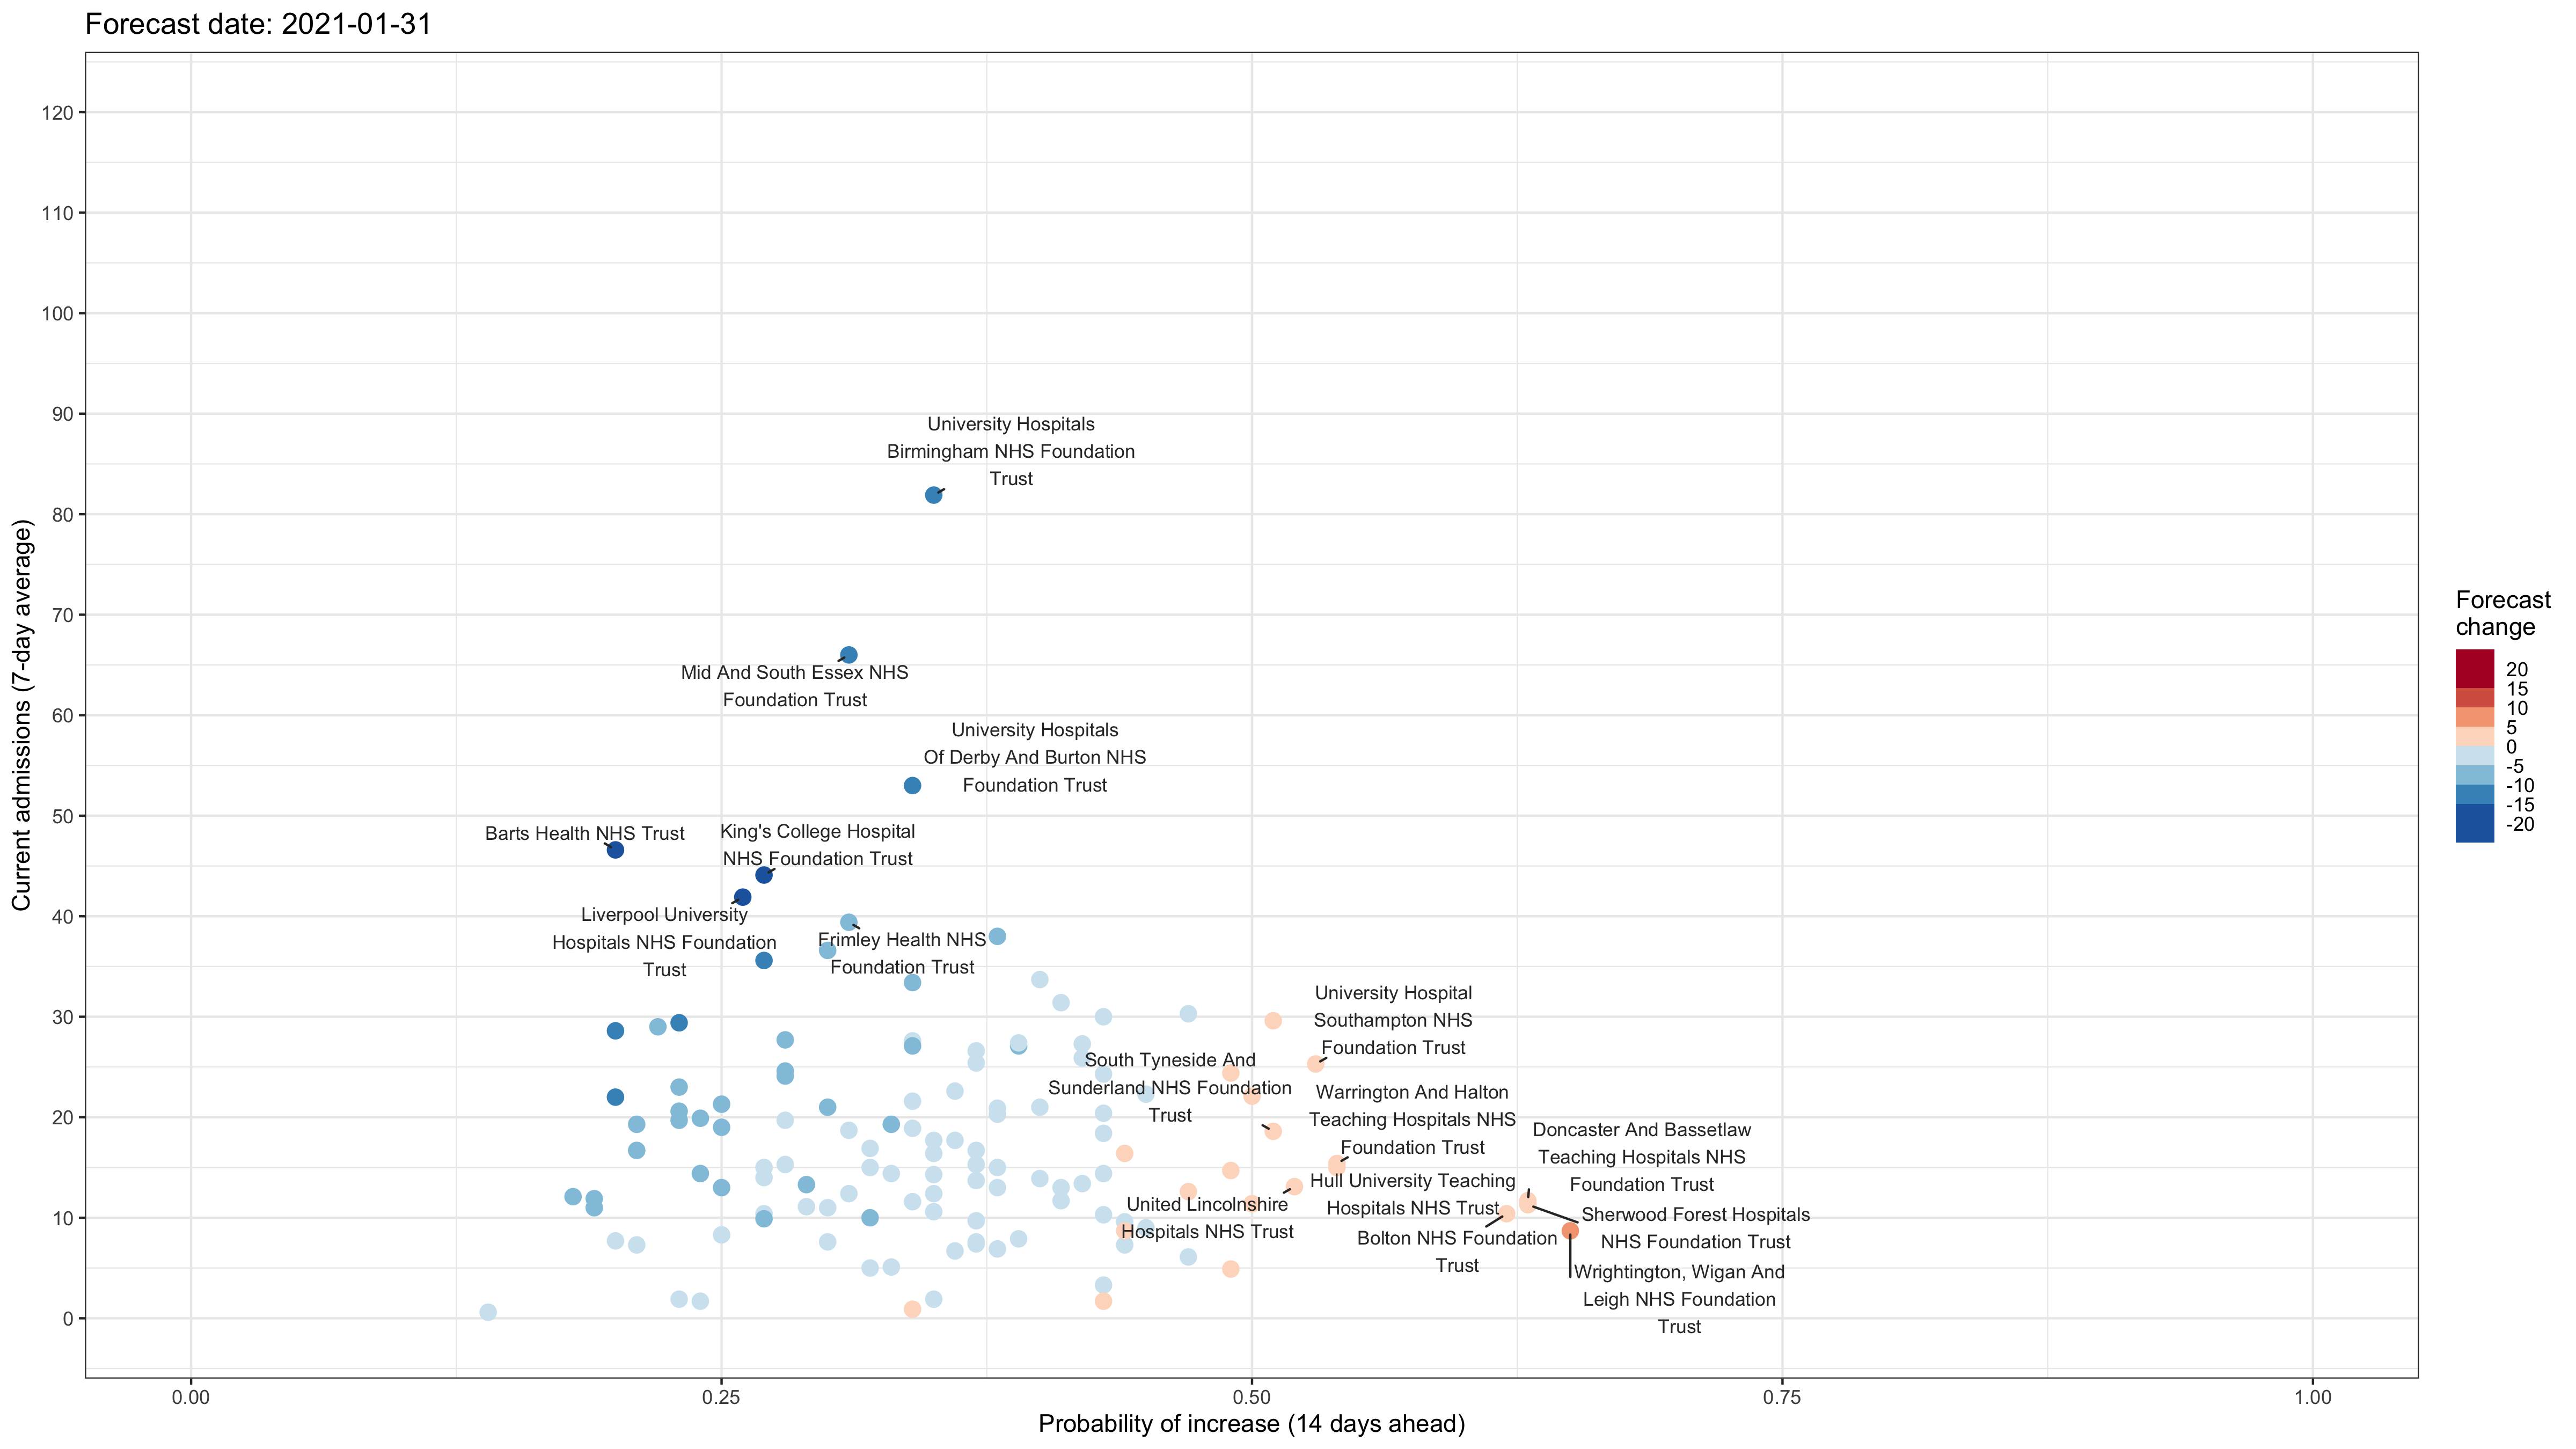 Forecast date: 2021-01-31
Current admissions (7-day average)
120
110
100
90
80
70
60
50
40
30
20
10
0
University Hospitals
Birmingham NHS Foundation
Trust
Mid And South Essex NHS
Foundation Trust
University Hospitals
Of Derby And Burton NHS
Foundation Trust
Barts Health NHS Trust
King's College Hospital
NHS Foundation Trust
Liverpool University
Hospitals NHS Foundation
Trust
Frimley Health NHS
Foundation Trust
University Hospital
Southampton NHS
Foundation Trust
South Tyneside And
Sunderland NHS Foundation
Trust
Warrington And Halton
Teaching Hospitals NHS
Foundation Trust
Doncaster And Bassetlaw
Teaching Hospitals NHS
Foundation Trust
Hull University Teaching
Hospitals NHS Trust
United Lincolnshire
Hospitals NHS Trust
Sherwood Forest Hospitals
NHS Foundation Trust
Bolton NHS Foundation
Trust
Wrightington, Wigan And
Leigh NHS Foundation
Trust
0.00
0.25
0.50
0.75
1.00
Probability of increase (14 days ahead)
Forecast
change
20
15
10
5
0
-5
-10
-15
-20